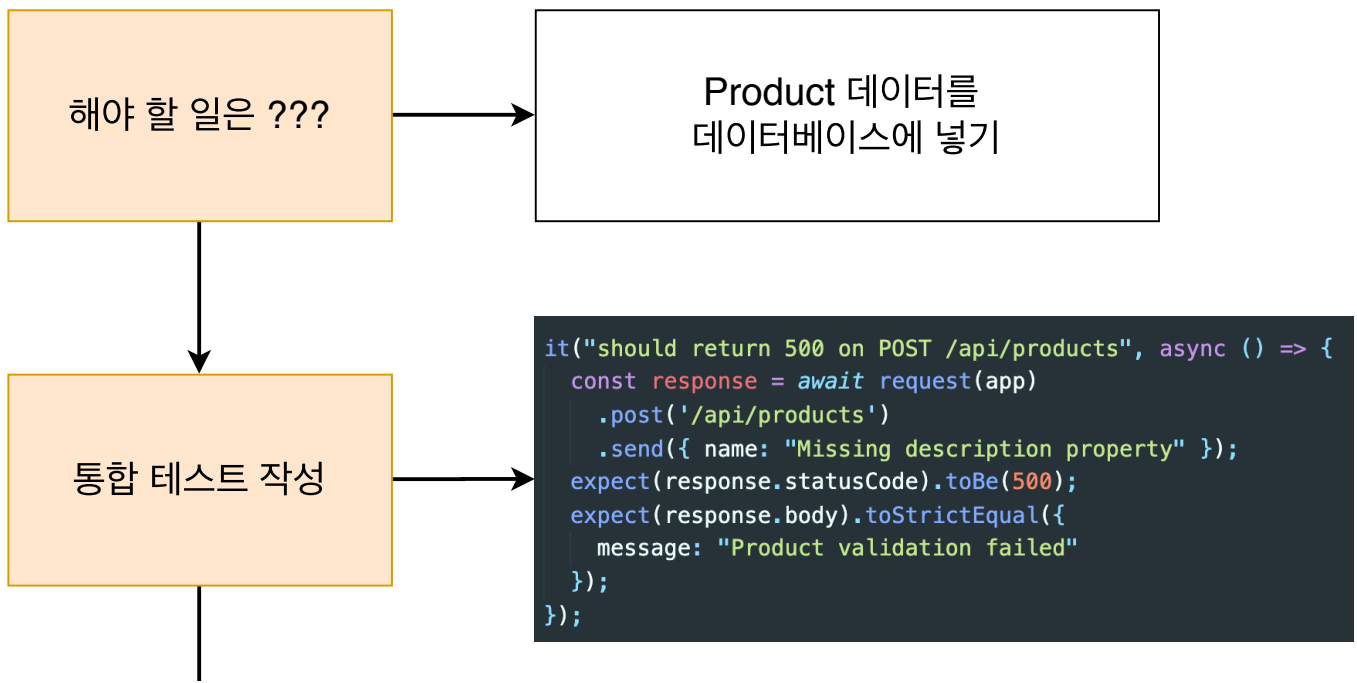 해야 할 일은 ???
Product 데이터를
데이터베이스에 넣기
통합 테스트 작성
it("should return 500 on POST /api/products", async () => {
  const response = await request(app)
    .post('/api/products')
    .send({ name: "Missing description property" });
  expect(response.statusCode).toBe(500);
  expect(response.body).toStrictEqual({
    message: "Product validation failed"
  });
});